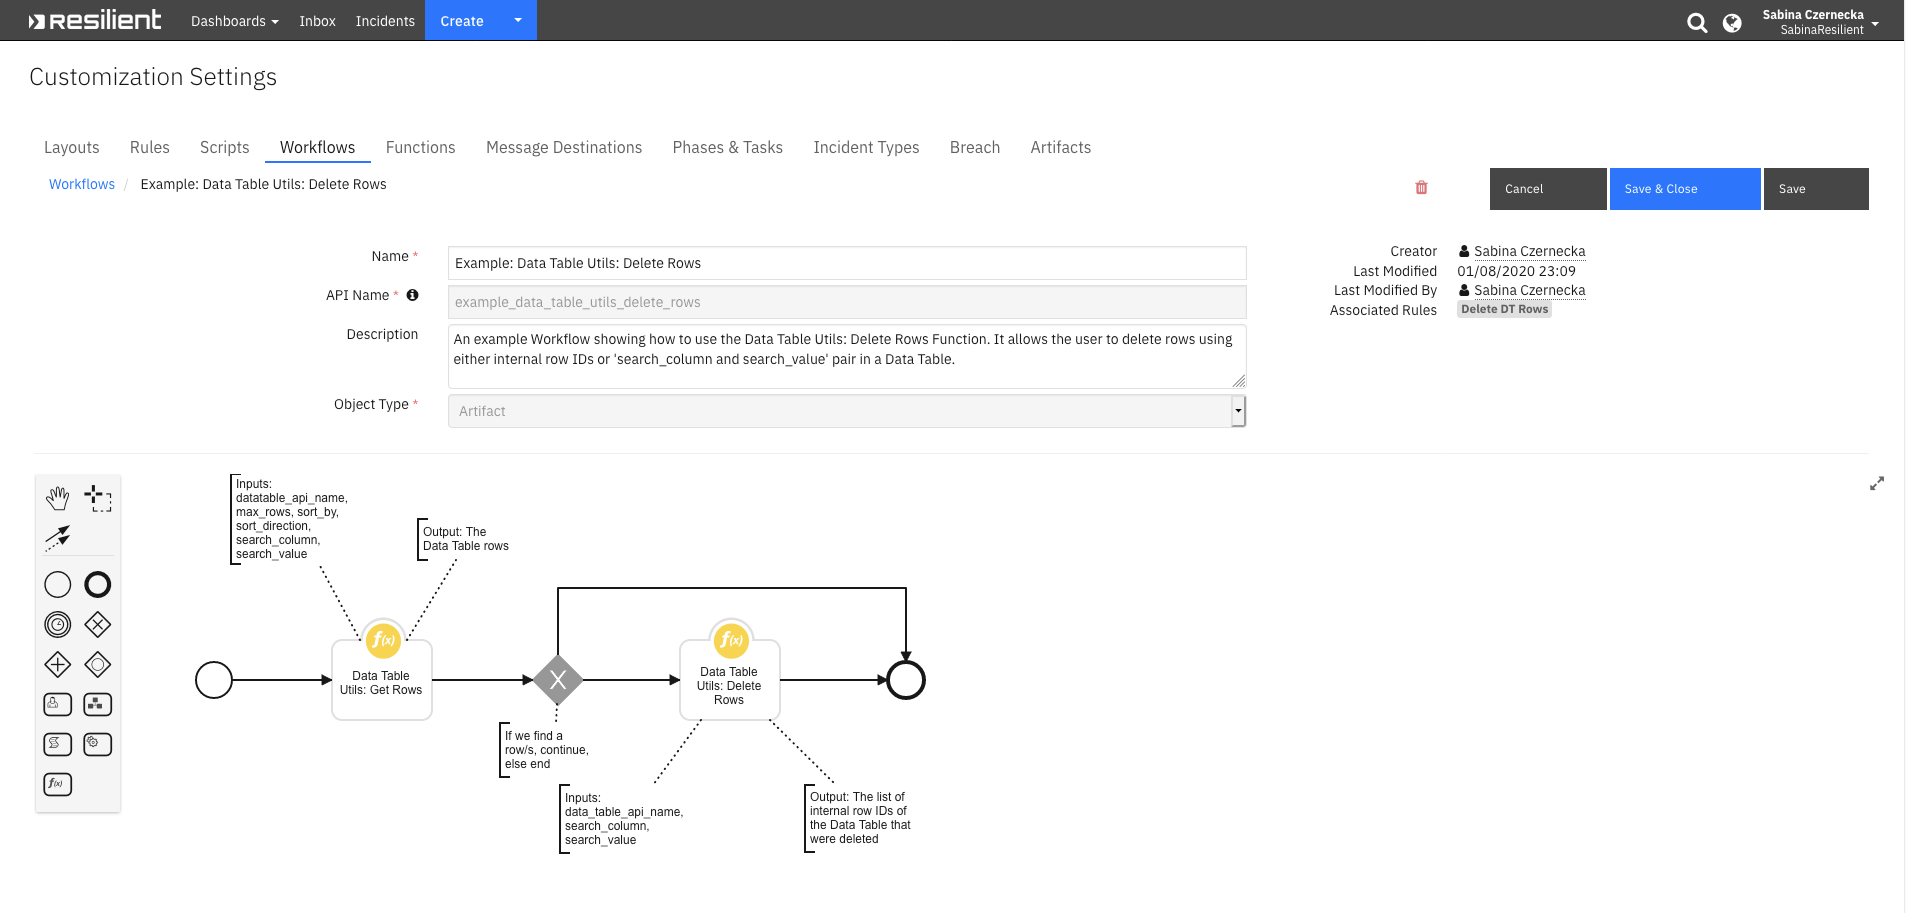 resilient
Dashboards
Inbox
Incidents
Create
Sabina Czernecka
SabinaResilient
Customization Settings
Layouts
Rules
Scripts
Workflows
Functions
Message Destinations
Phases & Tasks
Incident Types
Breach
Artifacts
Workflows / Example: Data Table Utils: Delete Rows
Cancel
Save & Close
Save
Name *
Example: Data Table Utils: Delete Rows
API Name *
example_data_table_utils_delete_rows
Description
An example Workflow showing how to use the Data Table Utils: Delete Rows Function. It allows the user to delete rows using
either internal row IDs or 'search_column and search_value' pair in a Data Table.
Object Type *
Artifact
Creator
Sabina Czernecka
Last Modified
01/08/2020 23:09
Last Modified By
Sabina Czernecka
Associated Rules
Delete DT Rows
Inputs:
datatable_api_name,
max_rows, sort_by,
sort_direction,
search_column,
search_value
Output: The
Data Table rows
f(x)
Data Table
Utils: Get Rows
X
If we find a
row/s, continue,
else end
f(x)
Data Table
Utils: Delete
Rows
Inputs:
data_table_api_name,
search_column,
search_value
Output: The list of
internal row IDs of
the Data Table that
were deleted
f(x)